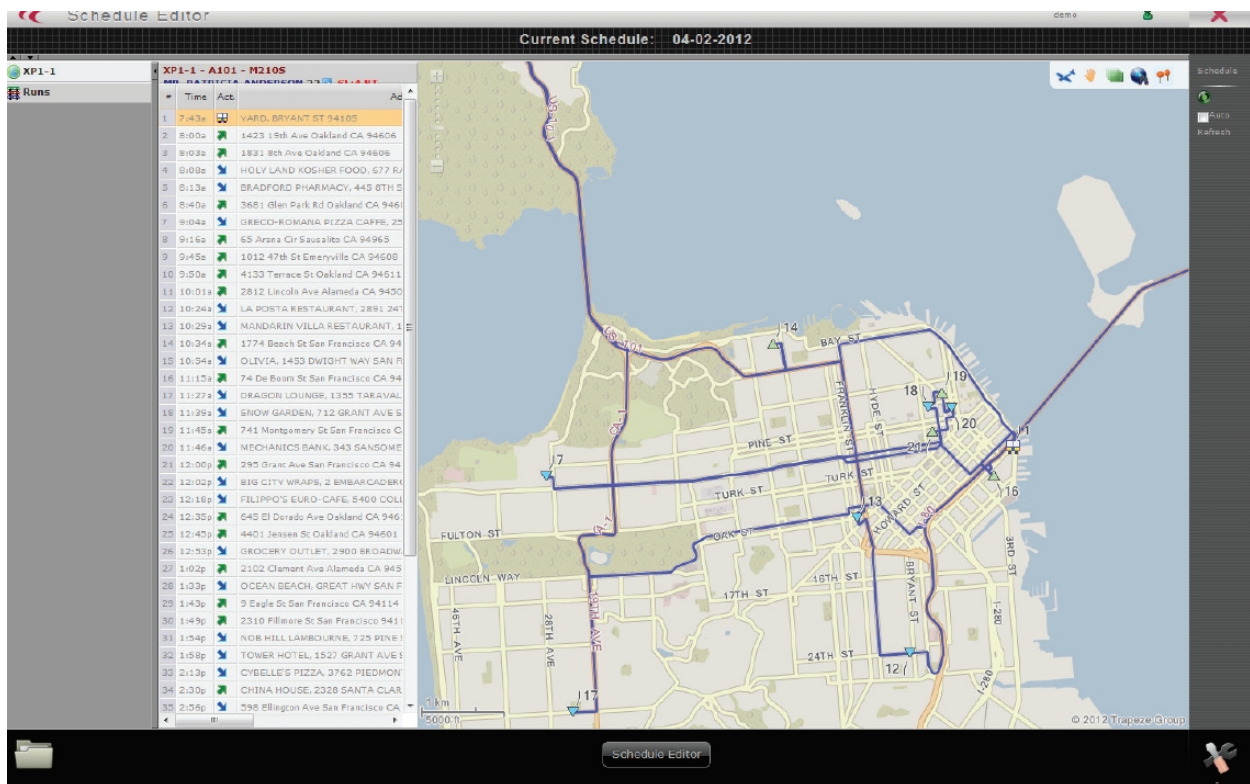 Schedule Editor
demo
Current Schedule: 04-02-2012
XP1-1
Runs
XP1-1 - A101 - M210S
# Time Act Ad
1 7:43a YARD, BRYANT ST 94105
2 8:00a 1423 19th Ave Oakland CA 94606
3 8:03a 1831 8th Ave Oakland CA 94606
4 8:08a HOLY LAND KOSHER FOOD, 677 R
5 8:13a BRADFORD PHARMACY, 445 8TH S
6 8:40a 3681 Glen Park Rd Oakland CA 946
7 9:04a GRECO-ROMANA PIZZA CAFFE, 25
8 9:16a 65 Arana Cir Sausalito CA 94965
9 9:45a 1012 47th St Emeryville CA 94608
10 9:50a 4133 Terrace St Oakland CA 94611
11 10:01a 2812 Lincoln Ave Alameda CA 9450
12 10:24a LA POSTA RESTAURANT, 2891 24T
13 10:29a MANDARIN VILLA RESTAURANT, 1
14 10:34a 1774 Beach St San Francisco CA 94
15 10:54a OLIVIA, 1453 DWIGHT WAY SAN F
16 11:15a 74 De Boom St San Francisco CA 94
17 11:27a DRAGON LOUNGE, 1355 TARAVAL
18 11:39a SNOW GARDEN, 712 GRANT AVE S
19 11:45a 741 Montgomery St San Francisco CA
20 11:46a MECHANICS BANK, 343 SANSOME
21 12:00p 295 Grant Ave San Francisco CA 94
22 12:02p BIG CITY WRAPS, 2 EMBARCADER
23 12:18p FILIPPO'S EURO-CAFE, 5400 COLL
24 12:35p 645 El Dorado Ave Oakland CA 946
25 12:45p 4401 Jensen St Oakland CA 94601
26 12:53p GROCERY OUTLET, 2900 BROADW
27 1:02p 2102 Clement Ave Alameda CA 945
28 1:33p OCEAN BEACH, GREAT HWY SAN F
29 1:43p 9 Eagle St San Francisco CA 94114
30 1:49p 2310 Fillmore St San Francisco 941
31 1:54p NOB HILL LAMBOURNE, 725 PINE
32 1:58p TOWER HOTEL, 1527 GRANT AVE S
33 2:13p CYBELLE'S PIZZA, 3762 PIEDMON
34 2:30p CHINA HOUSE, 2328 SANTA CLAR
35 2:56p 598 Ellington Ave San Francisco CA
Schedule
Auto
Refresh
US-101
US-101
14
BAY ST
FRANKLIN ST
HYDE ST
18
19
20
CA-1
PINE ST
21
1
7
TURK ST
TURK ST
16
13
HOWARD ST
I-80
CA-1
FULTON ST
OAK ST
3RD ST
LINCOLN WAY
16TH ST
BRYANT ST
17TH ST
19TH AVE
46TH AVE
28TH AVE
I-280
24TH ST
12
I-280
17
1 km
5000 ft
© 2012 Trapeze Group
Schedule Editor